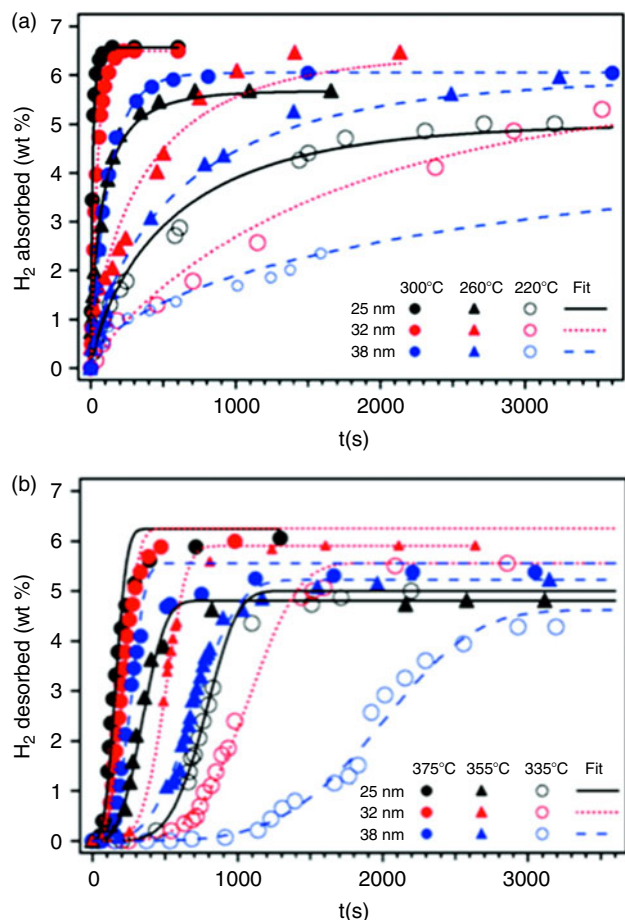 (a)
7
6
5
4
3
2
1
0
H₂ absorbed (wt %)
300°C 260°C 220°C Fit
25 nm
32 nm
38 nm
0 1000 2000 3000
t(s)
(b)
7
6
5
4
3
2
1
0
H₂ desorbed (wt %)
375°C 355°C 335°C Fit
25 nm
32 nm
38 nm
0 1000 2000 3000
t(s)